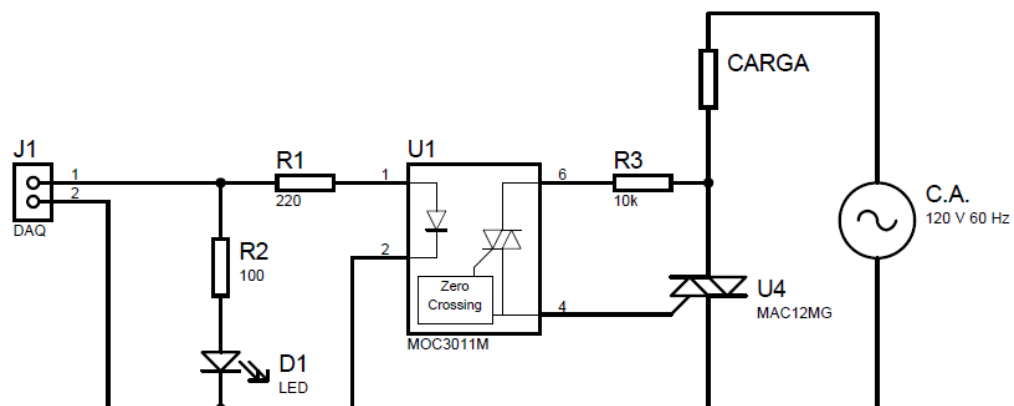 J1
1
2
DAQ
R1
220
R2
100
D1
LED
U1
1
2
6
4
Zero
Crossing
MOC3011M
R3
10k
CARGA
U4
MAC12MG
C.A.
120 V 60 Hz